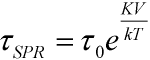 τ_SPR = τ_0 e^{KV/kT}